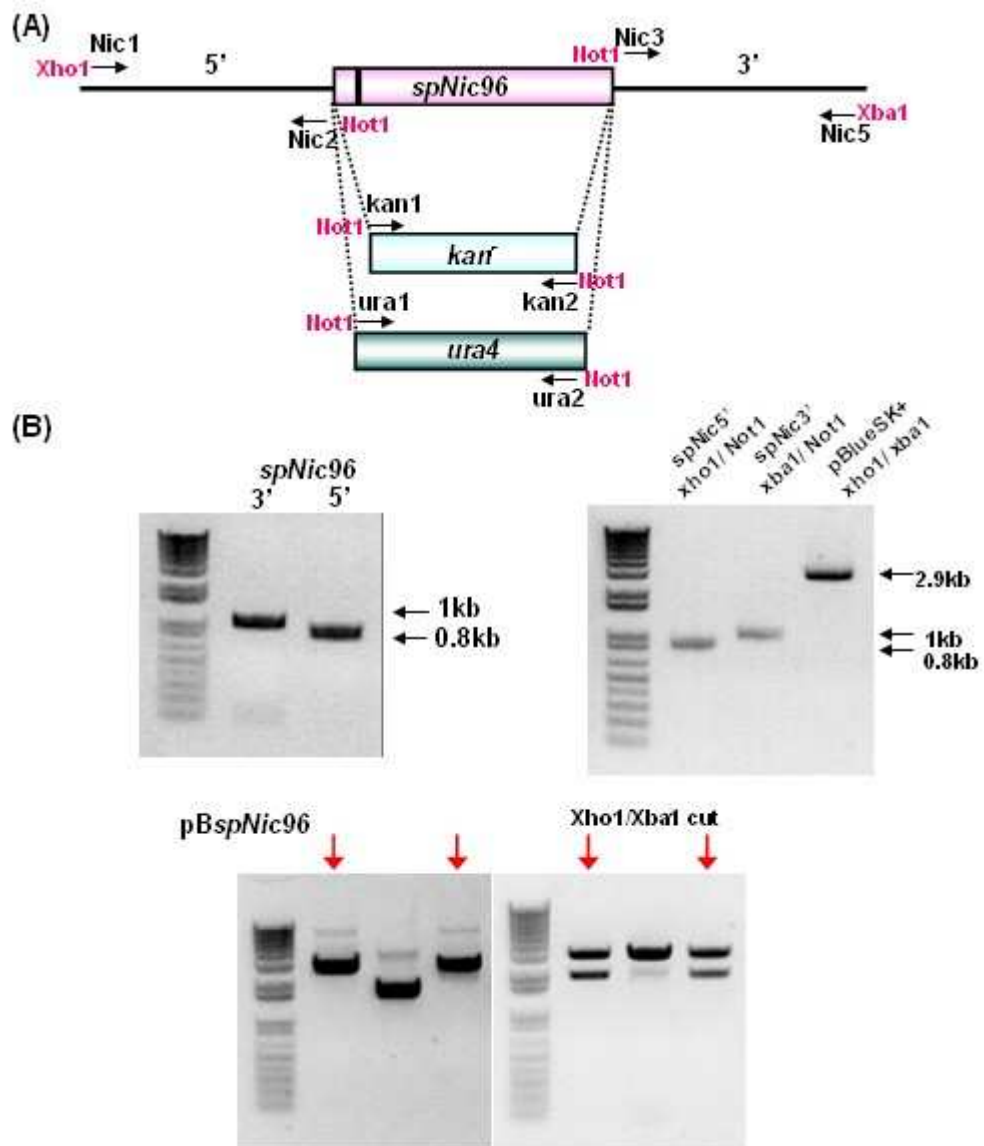 (A)
Nic1
Xho1
5'
Not1
Nic3
3'
spNic96
Nic2
Not1
Xba1
Nic5
kan1
Not1
kanr
Not1
kan2
ura1
Not1
ura4
Not1
ura2
(B)
spNic96
3' 5'
1kb
0.8kb
spNic5'
xho1/Not1
spNic3'
xba1/Not1
pBlueSK+
xho1/xba1
2.9kb
1kb
0.8kb
pBspNic96
Xho1/Xba1 cut